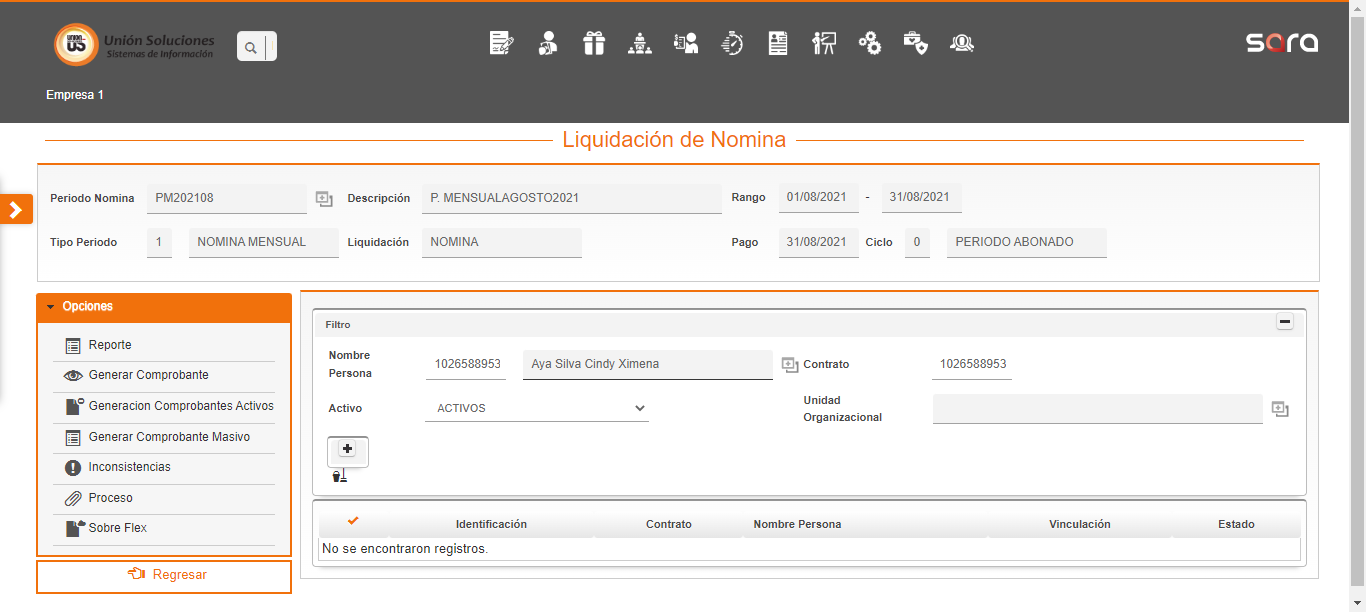 Unión Soluciones
Sistemas de Información
sara
Empresa 1
Liquidación de Nomina
Periodo Nomina PM202108 Descripción P. MENSUALAGOSTO2021 Rango 01/08/2021 - 31/08/2021
Tipo Periodo 1 NOMINA MENSUAL Liquidación NOMINA Pago 31/08/2021 Ciclo 0 PERIODO ABONADO
Opciones
Reporte
Generar Comprobante
Generacion Comprobantes Activos
Generar Comprobante Masivo
Inconsistencias
Proceso
Sobre Flex
Regresar
Filtro
Nombre
Persona
1026588953 Aya Silva Cindy Ximena Contrato 1026588953
Activo ACTIVOS
Unidad
Organizacional
Identificación Contrato Nombre Persona Vinculación Estado
No se encontraron registros.